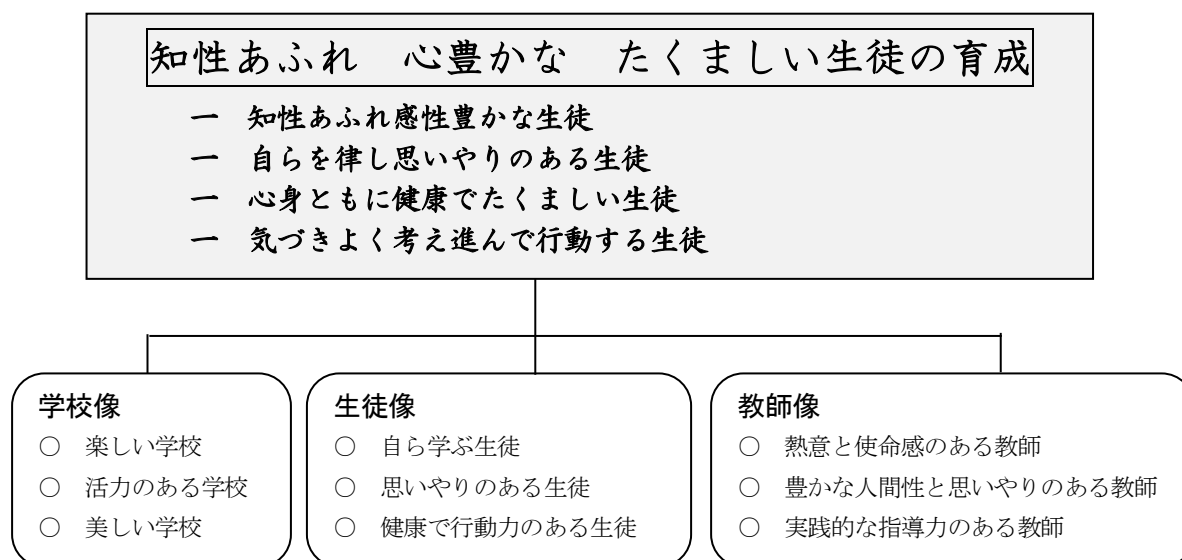 知性あふれ　心豊かな　たくましい生徒の育成
一　知性あふれ感性豊かな生徒
一　自らを律し思いやりのある生徒
一　心身ともに健康でたくましい生徒
一　気づきよく考え進んで行動する生徒
学校像
○　楽しい学校
○　活力のある学校
○　美しい学校
生徒像
○　自ら学ぶ生徒
○　思いやりのある生徒
○　健康で行動力のある生徒
教師像
○　熱意と使命感のある教師
○　豊かな人間性と思いやりのある教師
○　実践的な指導力のある教師